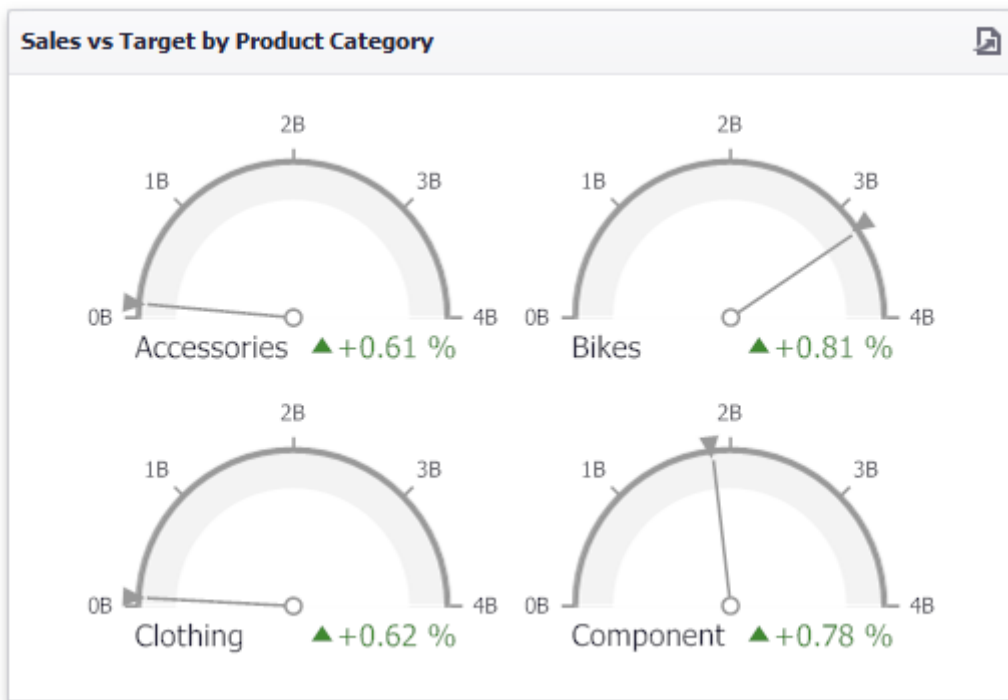 Sales vs Target by Product Category
2B
1B
3B
0B
4B
Accessories
+0.61 %
2B
1B
3B
0B
4B
Bikes
+0.81 %
2B
1B
3B
0B
4B
Clothing
+0.62 %
2B
1B
3B
0B
4B
Component
+0.78 %